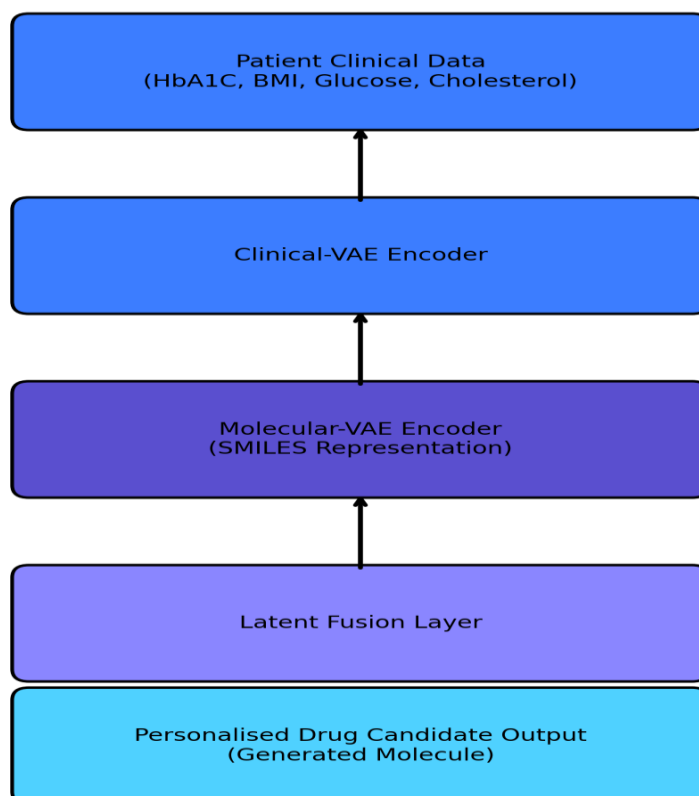 Patient Clinical Data
(HbA1C, BMI, Glucose, Cholesterol)
Clinical-VAE Encoder
Molecular-VAE Encoder
(SMILES Representation)
Latent Fusion Layer
Personalised Drug Candidate Output
(Generated Molecule)